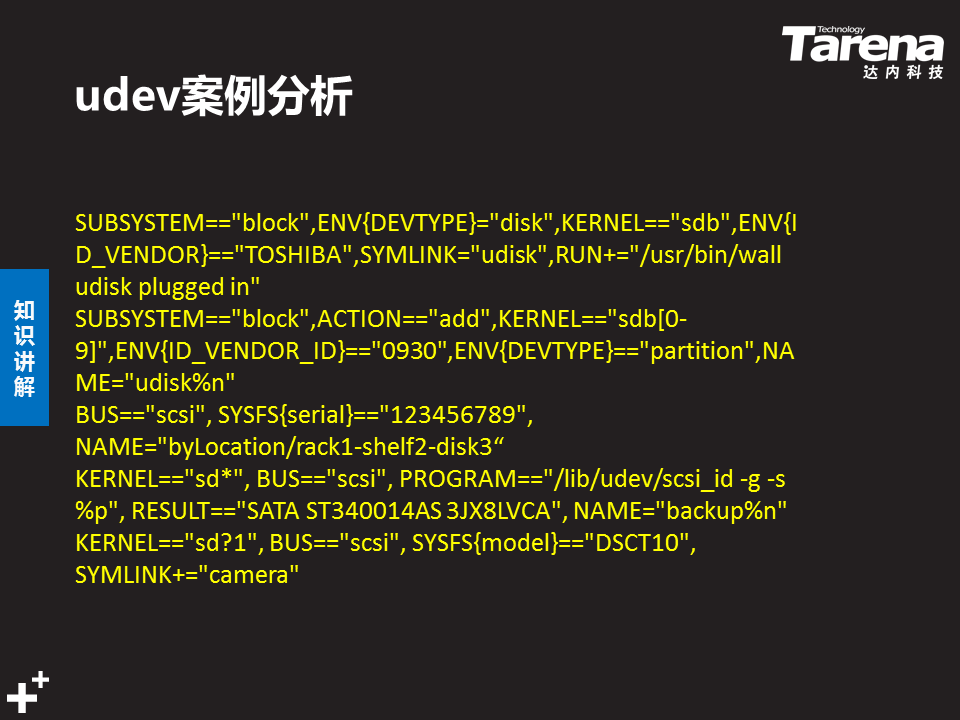 Technology
Tarena
达内科技
udev案例分析
SUBSYSTEM=="block",ENV{DEVTYPE}="disk",KERNEL=="sdb",ENV{I
D_VENDOR}=="TOSHIBA",SYMLINK="udisk",RUN+="/usr/bin/wall
udisk plugged in"
SUBSYSTEM=="block",ACTION=="add",KERNEL=="sdb[0-
9]",ENV{ID_VENDOR_ID}=="0930",ENV{DEVTYPE}=="partition",NA
ME="udisk%n"
BUS=="scsi", SYSFS{serial}=="123456789",
NAME="byLocation/rack1-shelf2-disk3“
KERNEL=="sd*", BUS=="scsi", PROGRAM=="/lib/udev/scsi_id -g -s
%p", RESULT=="SATA ST340014AS 3JX8LVCA", NAME="backup%n"
KERNEL=="sd?1", BUS=="scsi", SYSFS{model}=="DSCT10",
SYMLINK+="camera"
知识讲解